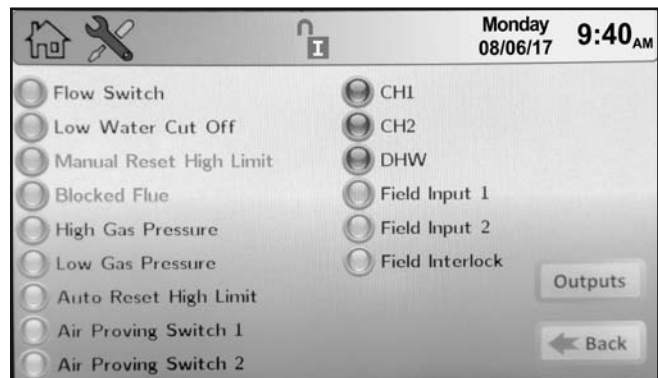 I
Monday
08/06/17
9:40 AM
Flow Switch
Low Water Cut Off
Manual Reset High Limit
Blocked Flue
High Gas Pressure
Low Gas Pressure
Auto Reset High Limit
Air Proving Switch 1
Air Proving Switch 2
CH1
CH2
DHW
Field Input 1
Field Input 2
Field Interlock
Outputs
Back